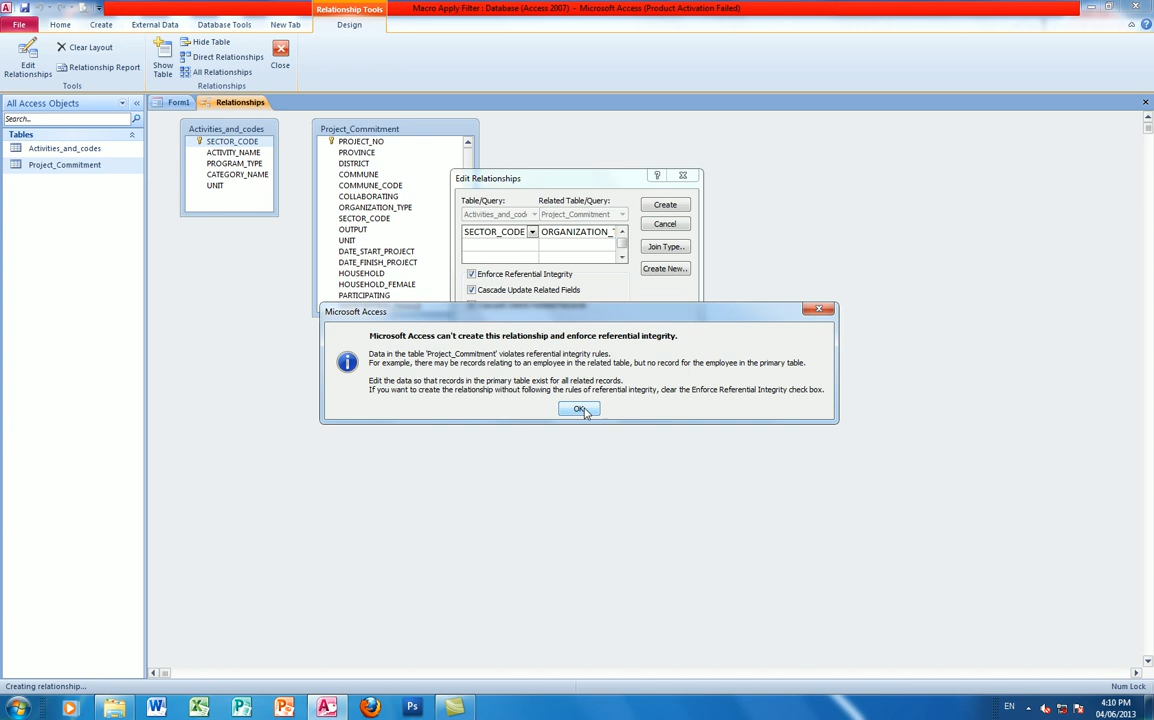 Relationship Tools
Macro Apply Filter : Database (Access 2007) - Microsoft Access (Product Activation Failed)
File
Home
Create
External Data
Database Tools
New Tab
Design
Edit
Relationships
Clear Layout
Relationship Report
Tools
Show
Table
Hide Table
Direct Relationships
All Relationships
Relationships
Close
All Access Objects
Search...
Tables
Activities_and_codes
Project_Commitment
Form1
Relationships
Activities_and_codes
SECTOR_CODE
ACTIVITY_NAME
PROGRAM_TYPE
CATEGORY_NAME
UNIT
Project_Commitment
PROJECT_NO
PROVINCE
DISTRICT
COMMUNE
COMMUNE_CODE
COLLABORATING
ORGANIZATION_TYPE
SECTOR_CODE
OUTPUT
UNIT
DATE_START_PROJECT
DATE_FINISH_PROJECT
HOUSEHOLD
HOUSEHOLD_FEMALE
PARTICIPATING
Edit Relationships
Table/Query:
Related Table/Query:
Activities_and_cod
Project_Commitment
SECTOR_CODE
ORGANIZATION_
Enforce Referential Integrity
Cascade Update Related Fields
Create
Cancel
Join Type..
Create New..
Microsoft Access
Microsoft Access can't create this relationship and enforce referential integrity.
Data in the table 'Project_Commitment' violates referential integrity rules.
For example, there may be records relating to an employee in the related table, but no record for the employee in the primary table.
Edit the data so that records in the primary table exist for all related records.
If you want to create the relationship without following the rules of referential integrity, clear the Enforce Referential Integrity check box.
OK
Creating relationship...
Num Lock
EN
4:10 PM
04/06/2013